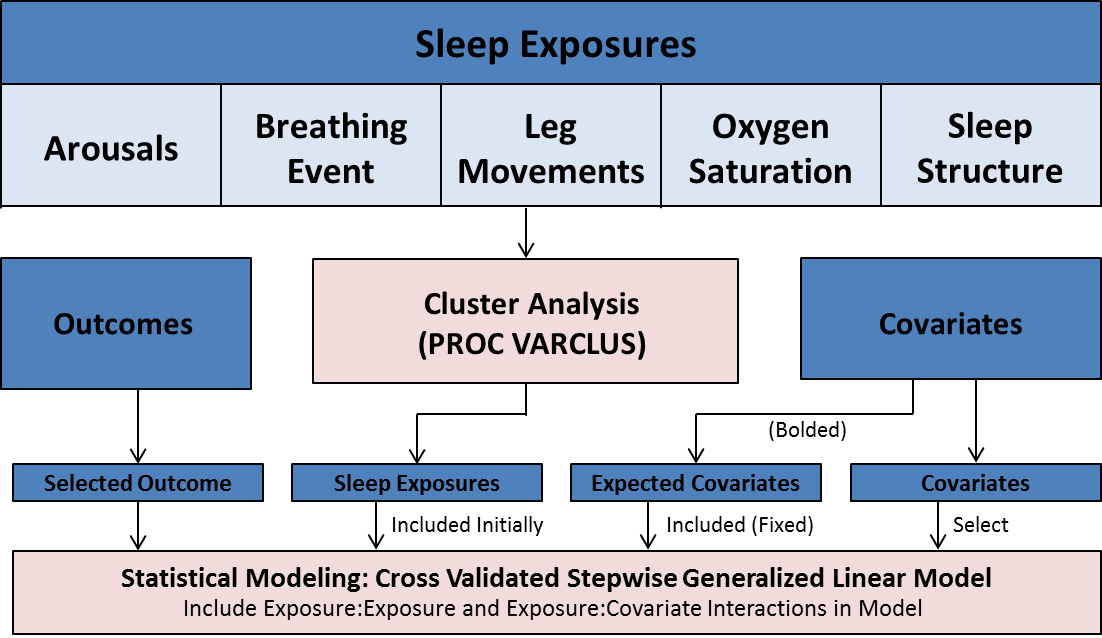 Sleep Exposures
Arousals
Breathing
Event
Leg
Movements
Oxygen
Saturation
Sleep
Structure
Outcomes
Cluster Analysis
(PROC VARCLUS)
Covariates
(Bolded)
Selected Outcome
Sleep Exposures
Expected Covariates
Covariates
Included Initially
Included (Fixed)
Select
Statistical Modeling: Cross Validated Stepwise Generalized Linear Model
Include Exposure:Exposure and Exposure:Covariate Interactions in Model